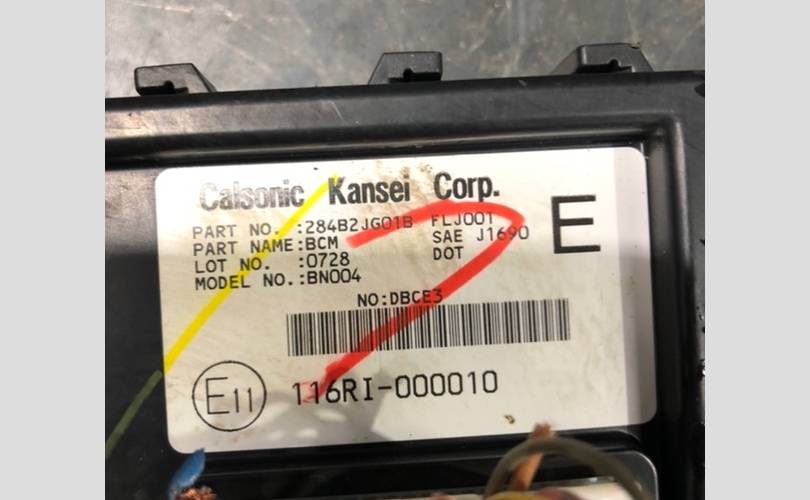 Calsonic Kansei Corp.
PART NO. :284B2JG01B FLJ001
PART NAME:BCM SAE J1690
LOT NO. :0728 DOT
MODEL NO.:BN004
E
NO:DBCE3
E11 116RI-000010